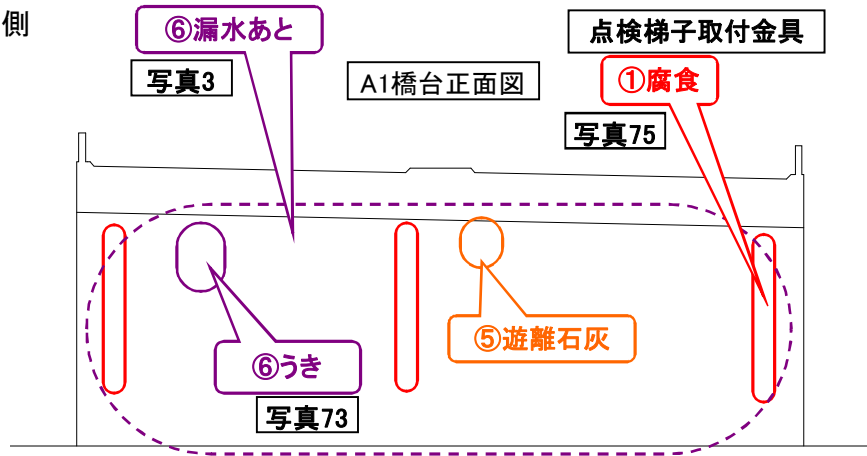 側
⑥漏水あと
点検梯子取付金具
写真3
A1橋台正面図
①腐食
写真75
⑤遊離石灰
⑥うき
写真73